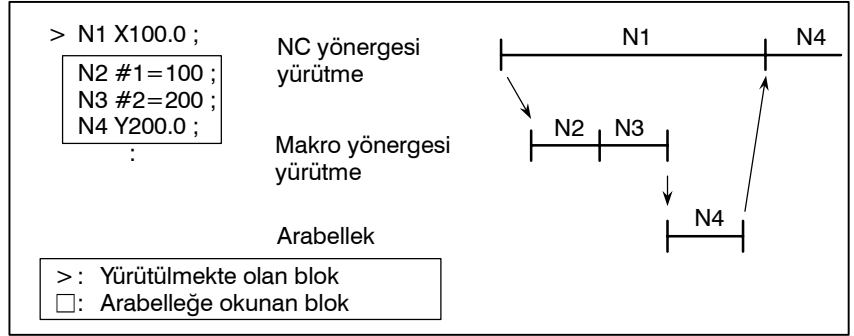 > N1 X100.0 ;
N2 #1=100 ;
N3 #2=200 ;
N4 Y200.0 ;
:
NC yönergesi
yürütme
N1
N4
Makro yönergesi
yürütme
N2
N3
Arabellek
N4
>: Yürütülmekte olan blok
□: Arabelleğe okunan blok